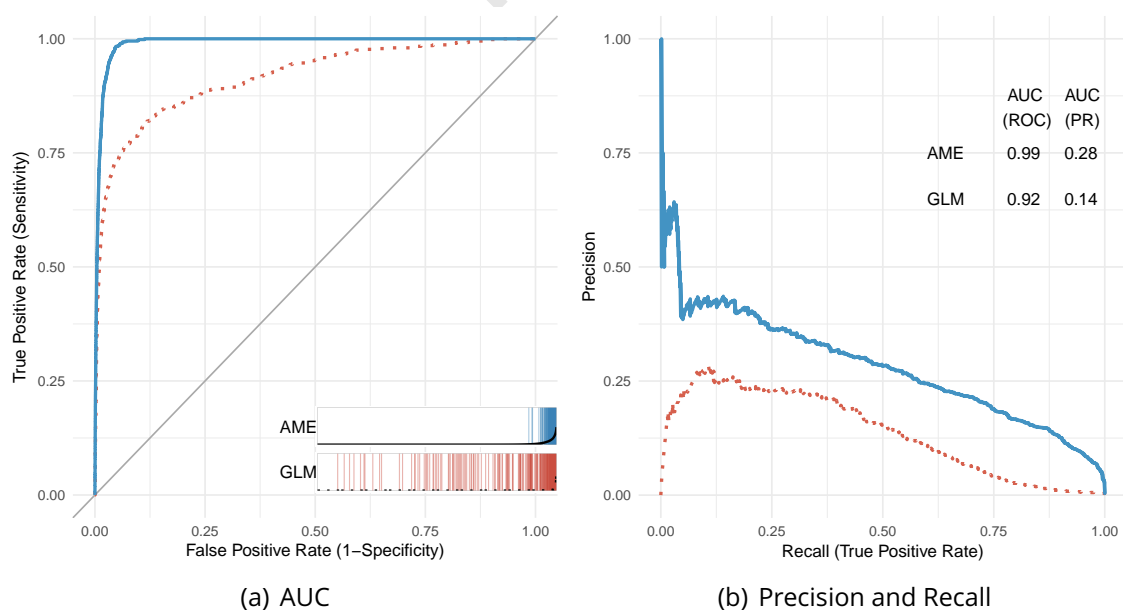 1.00
0.75
0.50
0.25
0.00
True Positive Rate (Sensitivity)
AME
GLM
0.00 0.25 0.50 0.75 1.00
False Positive Rate (1−Specificity)
(a) AUC
1.00
0.75
0.50
0.25
0.00
Precision
AUC AUC
(ROC) (PR)
AME 0.99 0.28
GLM 0.92 0.14
0.00 0.25 0.50 0.75 1.00
Recall (True Positive Rate)
(b) Precision and Recall